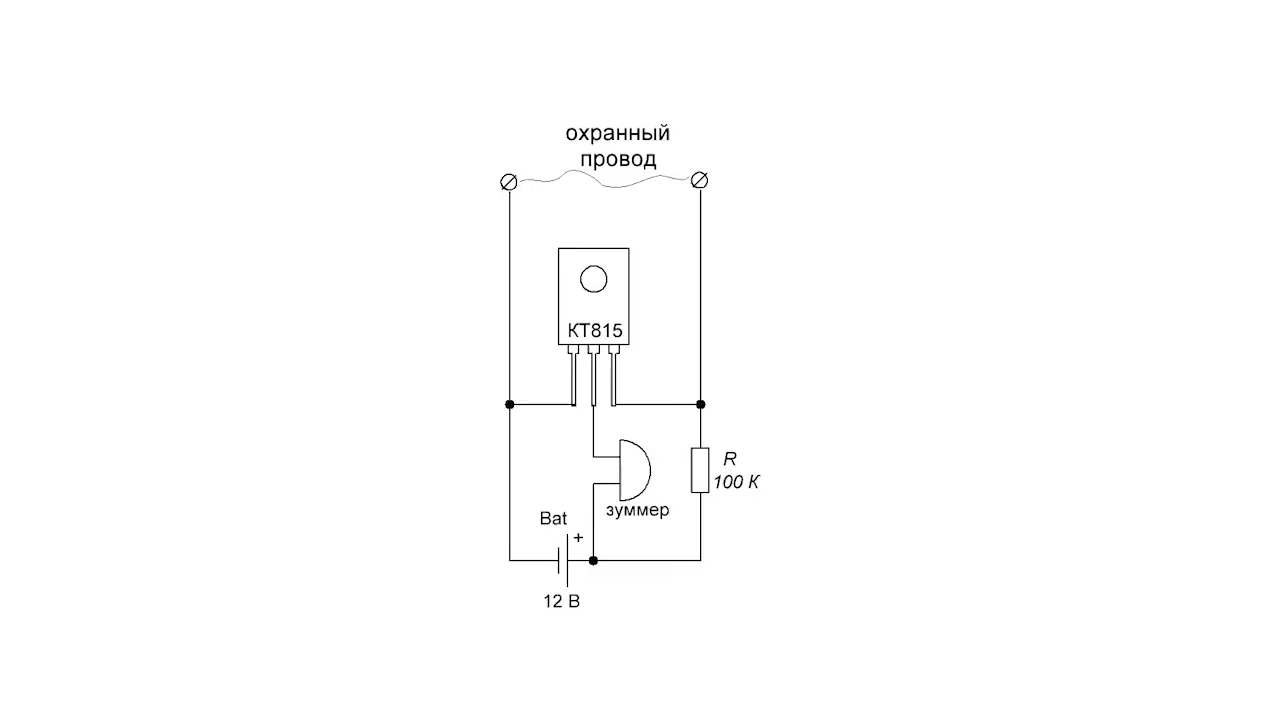 охранный
провод
КТ815
R
100 К
зуммер
Bat
+
12 В